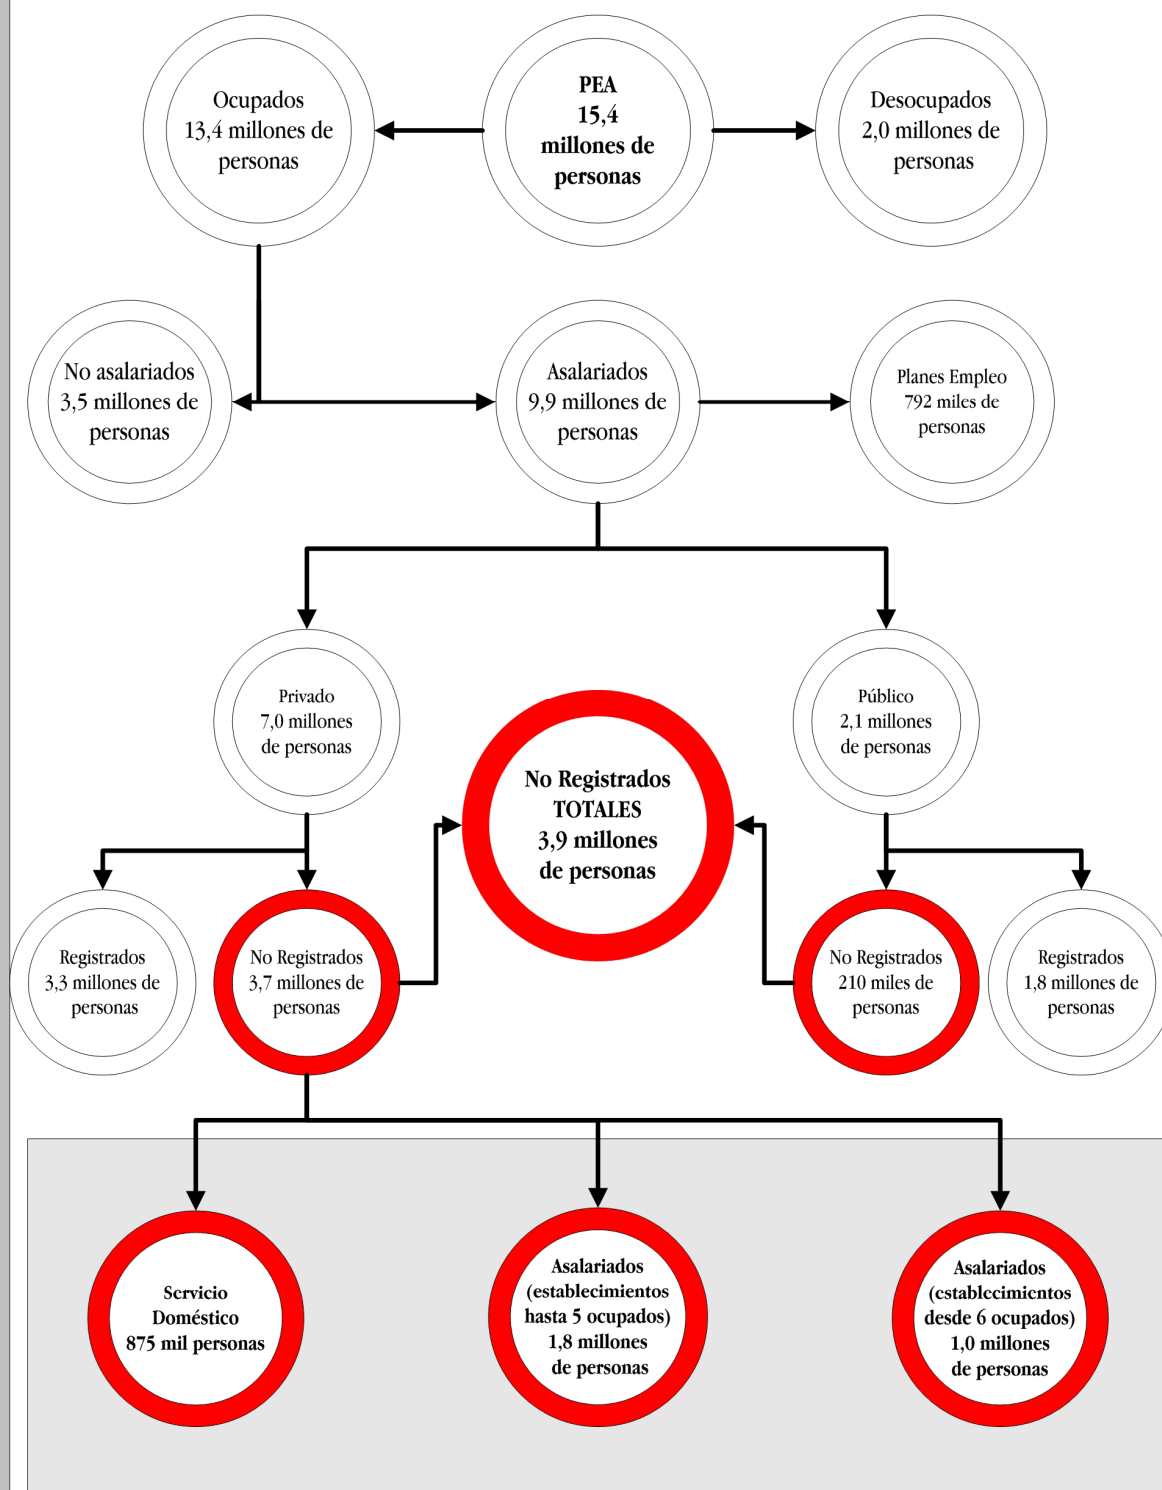 Ocupados
13,4 millones de
personas
PEA
15,4
millones de
personas
Desocupados
2,0 millones de
personas
No asalariados
3,5 millones de
personas
Asalariados
9,9 millones de
personas
Planes Empleo
792 miles de
personas
Privado
7,0 millones
de personas
Público
2,1 millones
de personas
No Registrados
TOTALES
3,9 millones
de personas
Registrados
3,3 millones de
personas
No Registrados
3,7 millones de
personas
No Registrados
210 miles de
personas
Registrados
1,8 millones de
personas
Servicio
Doméstico
875 mil personas
Asalariados
(establecimientos
hasta 5 ocupados)
1,8 millones
de personas
Asalariados
(establecimientos
desde 6 ocupados)
1,0 millones
de personas